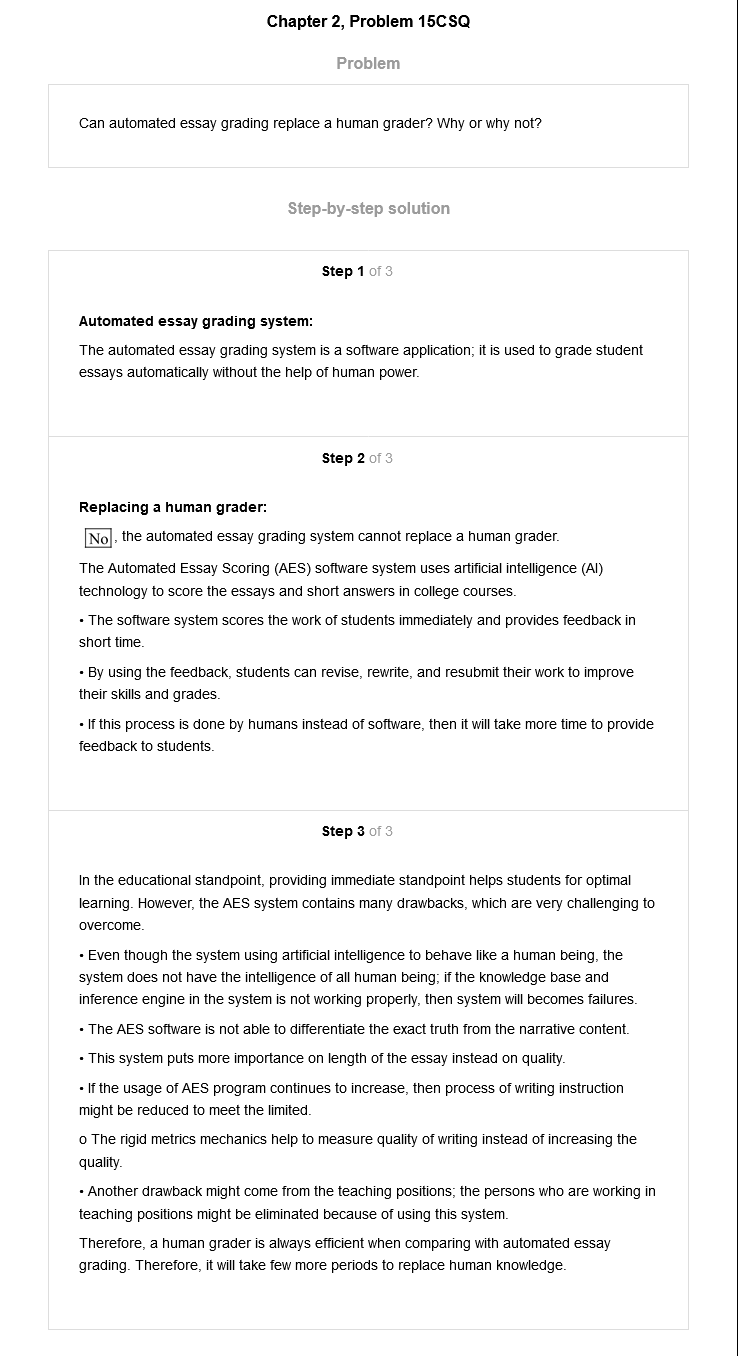 Chapter 2, Problem 15CSQ
Problem
Can automated essay grading replace a human grader? Why or why not?
Step-by-step solution
Step 1 of 3
Automated essay grading system:
The automated essay grading system is a software application; it is used to grade student
essays automatically without the help of human power.
Step 2 of 3
Replacing a human grader:
No, the automated essay grading system cannot replace a human grader.
The Automated Essay Scoring (AES) software system uses artificial intelligence (AI)
technology to score the essays and short answers in college courses.
• The software system scores the work of students immediately and provides feedback in
short time.
• By using the feedback, students can revise, rewrite, and resubmit their work to improve
their skills and grades.
• If this process is done by humans instead of software, then it will take more time to provide
feedback to students.
Step 3 of 3
In the educational standpoint, providing immediate standpoint helps students for optimal
learning. However, the AES system contains many drawbacks, which are very challenging to
overcome.
• Even though the system using artificial intelligence to behave like a human being, the
system does not have the intelligence of all human being; if the knowledge base and
inference engine in the system is not working properly, then system will becomes failures.
• The AES software is not able to differentiate the exact truth from the narrative content.
• This system puts more importance on length of the essay instead on quality.
• If the usage of AES program continues to increase, then process of writing instruction
might be reduced to meet the limited.
o The rigid metrics mechanics help to measure quality of writing instead of increasing the
quality.
• Another drawback might come from the teaching positions; the persons who are working in
teaching positions might be eliminated because of using this system.
Therefore, a human grader is always efficient when comparing with automated essay
grading. Therefore, it will take few more periods to replace human knowledge.